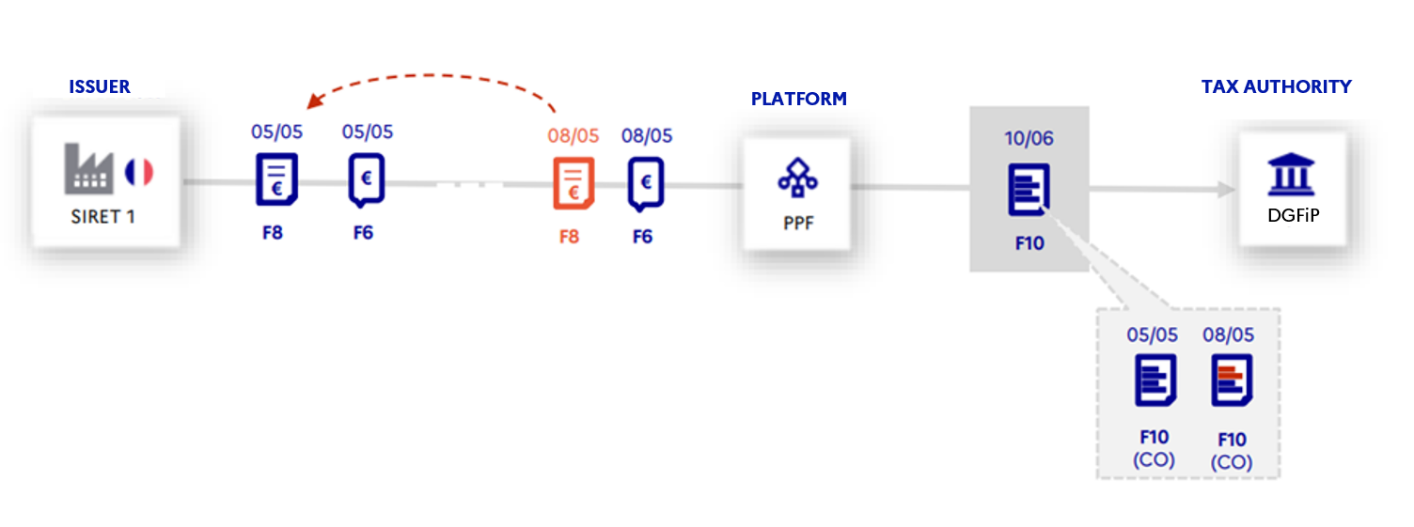 ISSUER
PLATFORM
TAX AUTHORITY
05/05
05/05
08/05
08/05
10/06
€
€
€
€
SIRET 1
PPF
DGFiP
F8
F6
F8
F6
F10
05/05
08/05
F10
(CO)
F10
(CO)